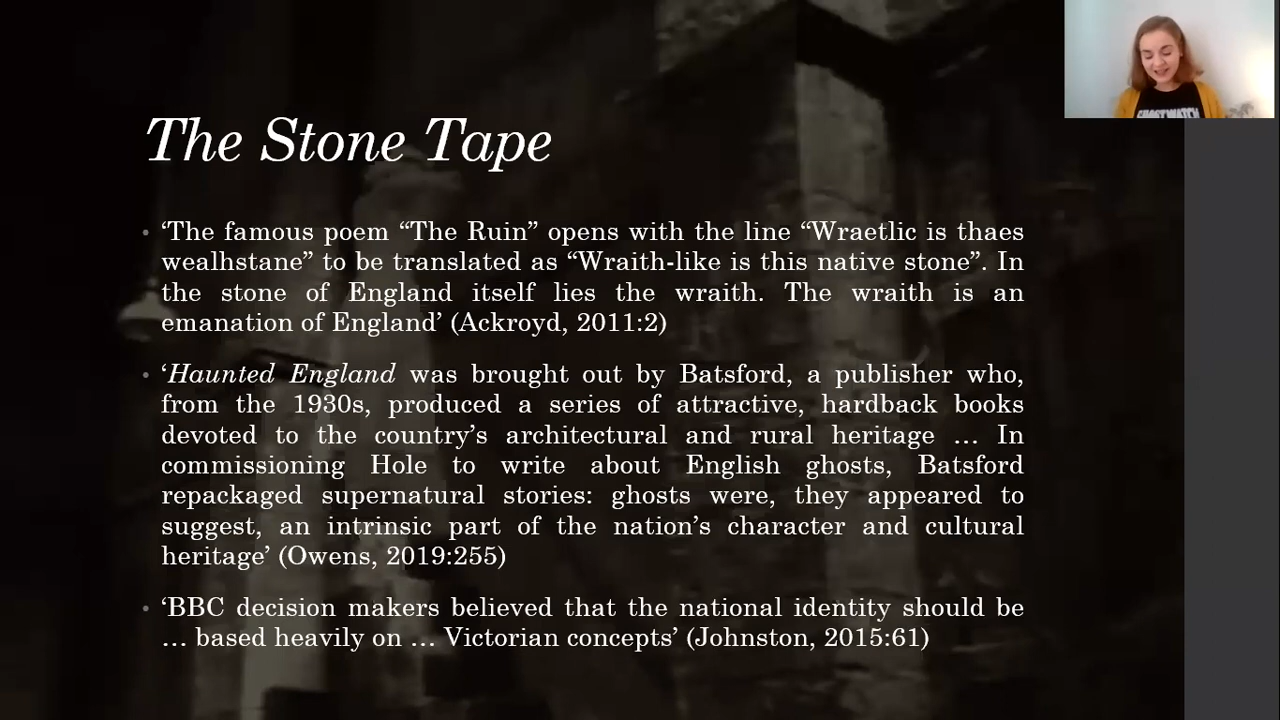 The Stone Tape
• ‘The famous poem “The Ruin” opens with the line “Wraetlic is thaes
wealhstane” to be translated as “Wraith-like is this native stone”. In
the stone of England itself lies the wraith. The wraith is an
emanation of England’ (Ackroyd, 2011:2)
• ‘Haunted England was brought out by Batsford, a publisher who,
from the 1930s, produced a series of attractive, hardback books
devoted to the country’s architectural and rural heritage … In
commissioning Hole to write about English ghosts, Batsford
repackaged supernatural stories: ghosts were, they appeared to
suggest, an intrinsic part of the nation’s character and cultural
heritage’ (Owens, 2019:255)
• ‘BBC decision makers believed that the national identity should be
… based heavily on … Victorian concepts’ (Johnston, 2015:61)
GHOSTWATCH